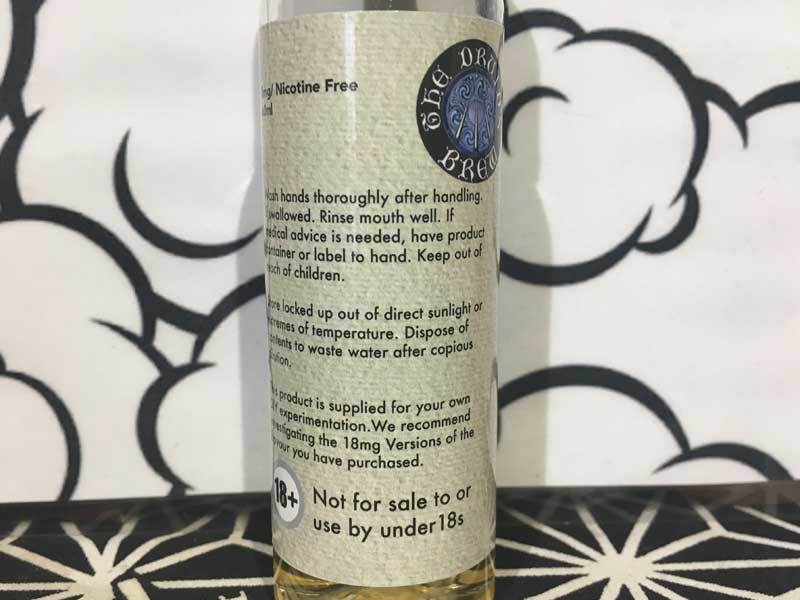 mg/ Nicotine Free
THE DRU
BREW
hands thoroughly after handling.
swallowed. Rinse mouth well. If
medical advice is needed, have product
container or label to hand. Keep out of
reach of children.
locked up out of direct sunlight or
extremes of temperature. Dispose of
contents to waste water after copious
product is supplied for your own
experimentation. We recommend
investigating the 18mg Versions of the
you have purchased.
18+
Not for sale to or
use by under18s